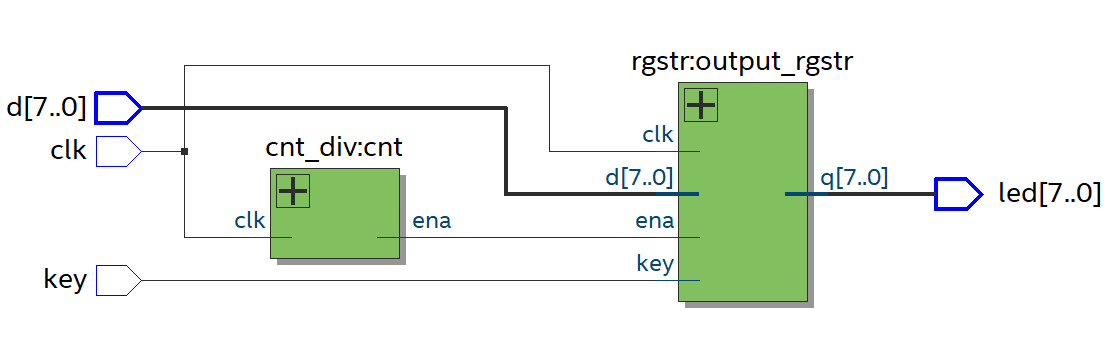 rgstr:output_rgstr
d[7..0]
clk
cnt_div:cnt
clk
d[7..0]
q[7..0]
led[7..0]
clk
ena
ena
key
key